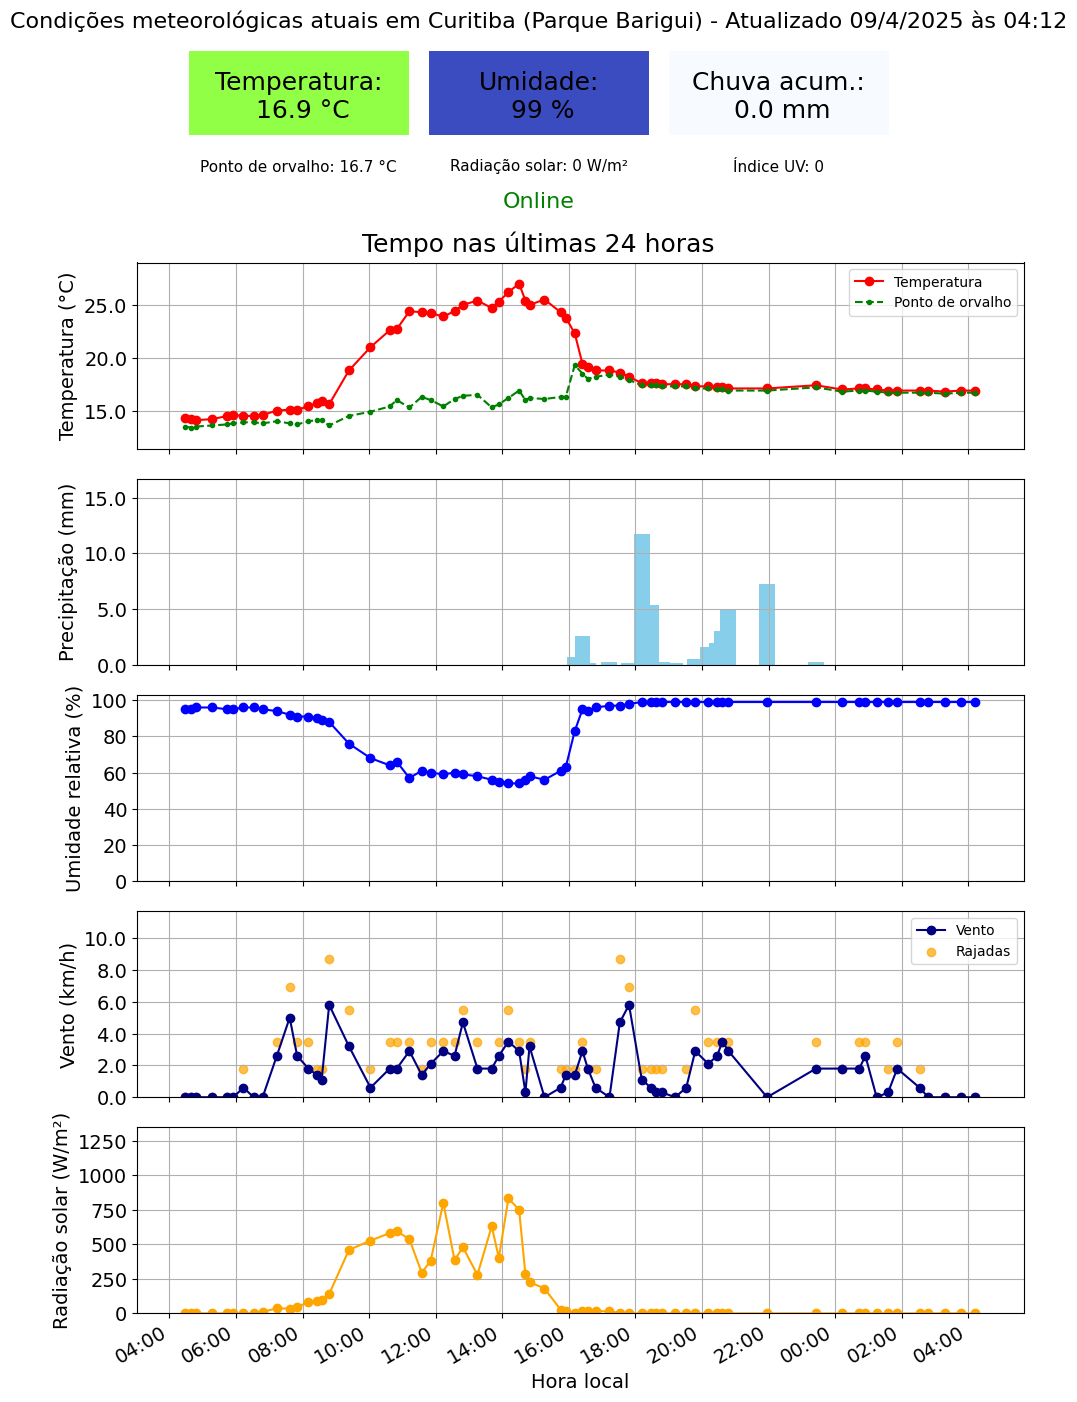 Condições meteorológicas atuais em Curitiba (Parque Barigui) - Atualizado 09/4/2025 às 04:12
Temperatura:
16.9 °C
Umidade:
99 %
Chuva acum.:
0.0 mm
Ponto de orvalho: 16.7 °C
Radiação solar: 0 W/m²
Índice UV: 0
Online
Tempo nas últimas 24 horas
Temperatura (°C)
25.0
20.0
15.0
Temperatura
Ponto de orvalho
Precipitação (mm)
15.0
10.0
5.0
0.0
Umidade relativa (%)
100
80
60
40
20
0
Vento (km/h)
10.0
8.0
6.0
4.0
2.0
0.0
Vento
Rajadas
Radiação solar (W/m²)
1250
1000
750
500
250
0
04:00 06:00 08:00 10:00 12:00 14:00 16:00 18:00 20:00 22:00 00:00 02:00 04:00
Hora local